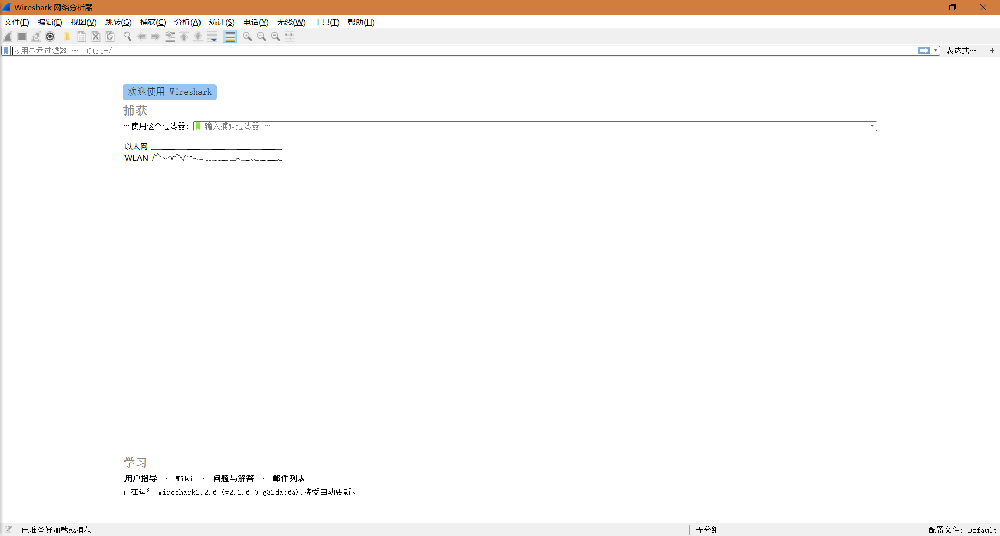 Wireshark 网络分析器
文件(F) 编辑(E) 视图(V) 跳转(G) 捕获(C) 分析(A) 统计(S) 电话(Y) 无线(W) 工具(T) 帮助(H)
应用显示过滤器 … <Ctrl-/> 表达式… +
欢迎使用 Wireshark
捕获
…使用这个过滤器: 输入捕获过滤器 …
以太网
WLAN
学习
用户指导 · Wiki · 问题与解答 · 邮件列表
正在运行 Wireshark2.2.6 (v2.2.6-0-g32dac6a).接受自动更新。
已准备好加载或捕获 无分组 配置文件: Default